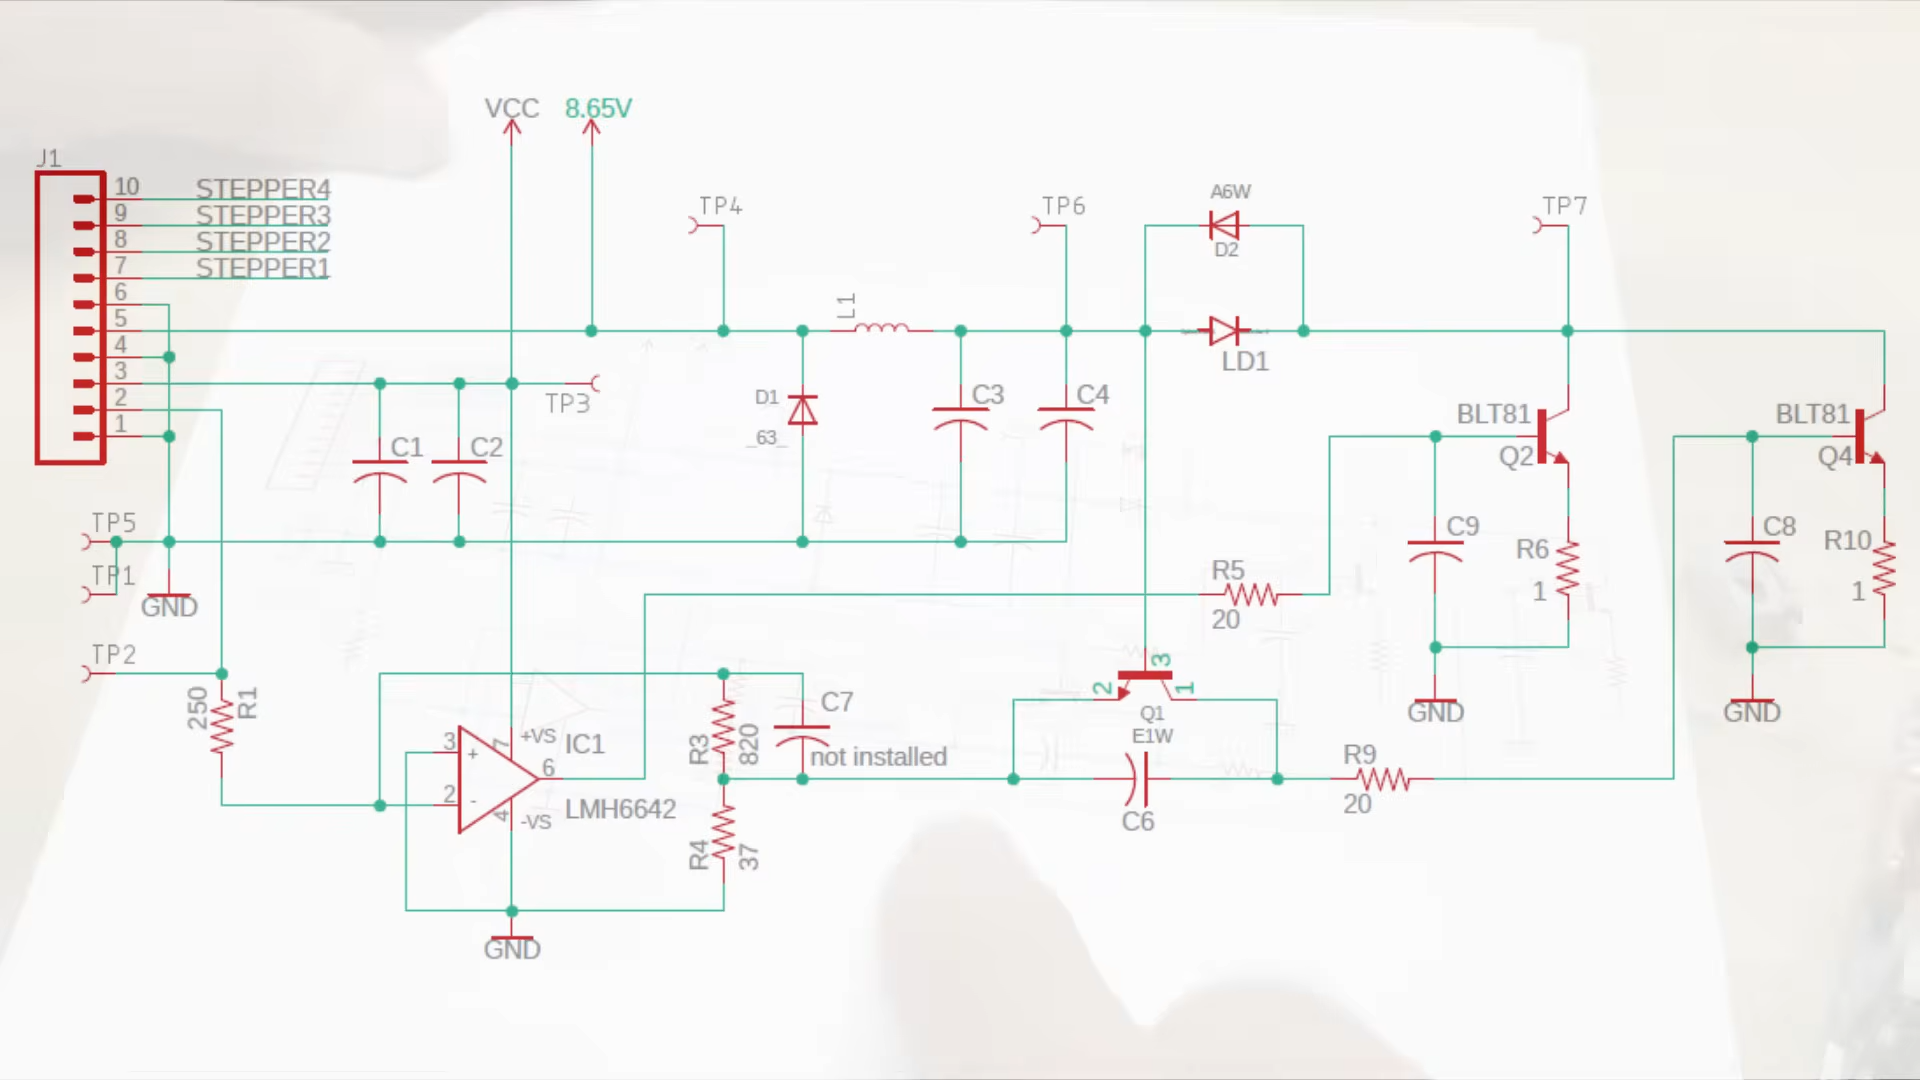 VCC 8.65V
J1
10 STEPPER4
9 STEPPER3
8 STEPPER2
7 STEPPER1
6
5
4
3
2
1
TP4
TP6
A6W
D2
TP7
L1
LD1
TP3
D1
_63_
C3
C4
C1
C2
BLT81
Q2
BLT81
Q4
TP5
TP1
GND
C9
R6
1
C8
R10
1
R5
20
TP2
250
R1
3
2
1
Q1
E1W
GND
GND
3
+
2
-
7
+VS
IC1
6
4
-VS
LMH6642
R3
820
C7
not installed
R4
37
C6
R9
20
GND